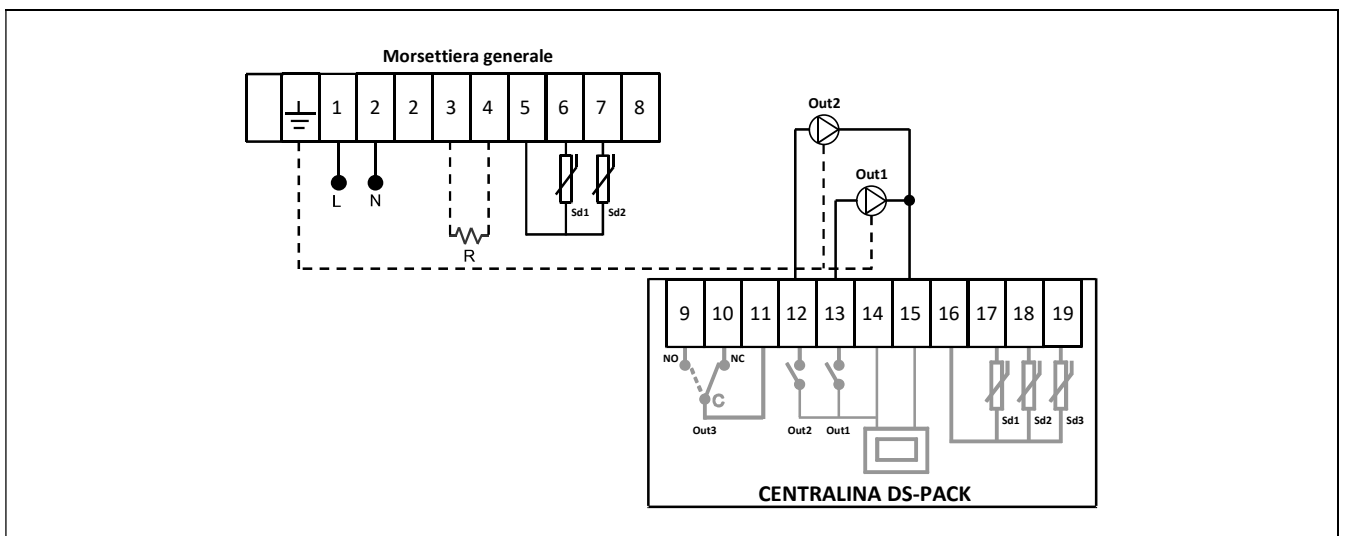 Morsettiera generale
1 2 2 3 4 5 6 7 8
L N
R
Sd1 Sd2
Out2
Out1
9 10 11 12 13 14 15 16 17 18 19
NO NC
C
Out3 Out2 Out1
Sd1 Sd2 Sd3
CENTRALINA DS-PACK